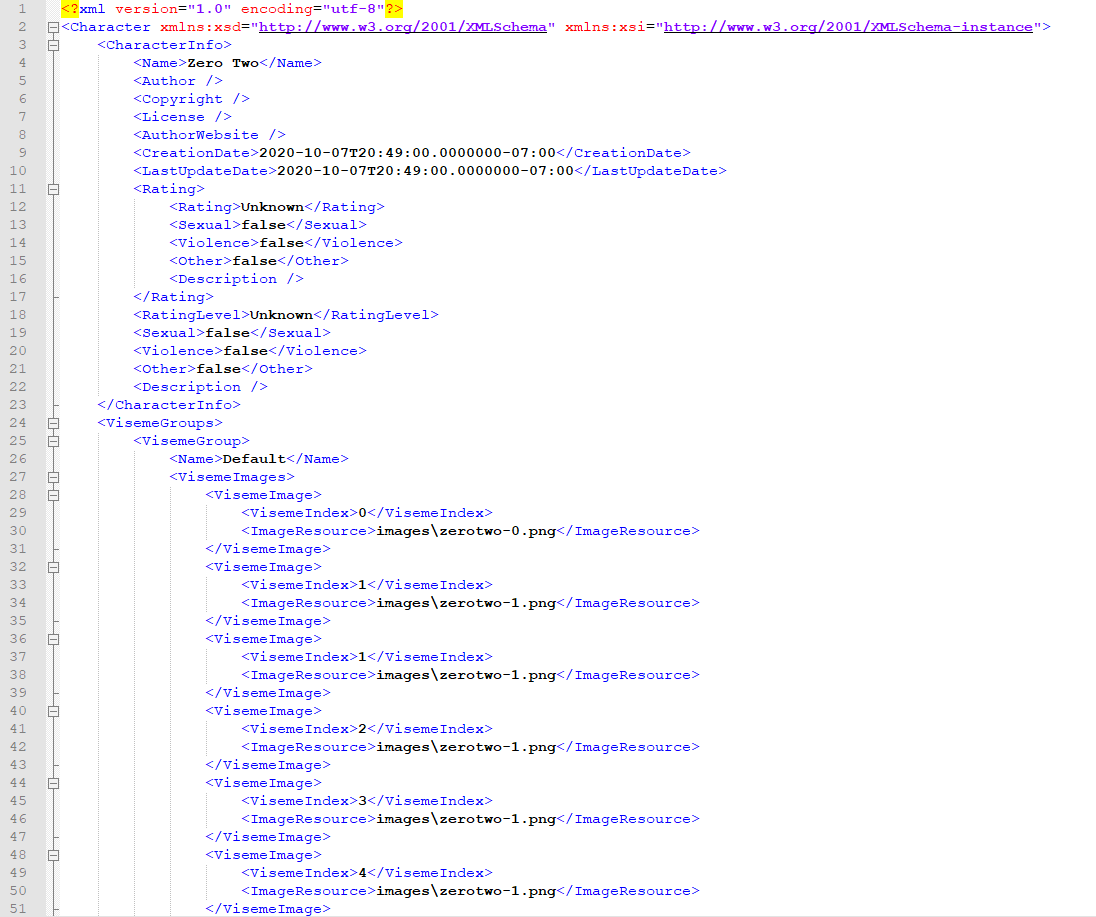 1 <?xml version="1.0" encoding="utf-8"?>
2 <Character xmlns:xsd="http://www.w3.org/2001/XMLSchema" xmlns:xsi="http://www.w3.org/2001/XMLSchema-instance">
3 <CharacterInfo>
4 <Name>Zero Two</Name>
5 <Author />
6 <Copyright />
7 <License />
8 <AuthorWebsite />
9 <CreationDate>2020-10-07T20:49:00.0000000-07:00</CreationDate>
10 <LastUpdateDate>2020-10-07T20:49:00.0000000-07:00</LastUpdateDate>
11 <Rating>
12 <Rating>Unknown</Rating>
13 <Sexual>false</Sexual>
14 <Violence>false</Violence>
15 <Other>false</Other>
16 <Description />
17 </Rating>
18 <RatingLevel>Unknown</RatingLevel>
19 <Sexual>false</Sexual>
20 <Violence>false</Violence>
21 <Other>false</Other>
22 <Description />
23 </CharacterInfo>
24 <VisemeGroups>
25 <VisemeGroup>
26 <Name>Default</Name>
27 <VisemeImages>
28 <VisemeImage>
29 <VisemeIndex>0</VisemeIndex>
30 <ImageResource>images\zerotwo-0.png</ImageResource>
31 </VisemeImage>
32 <VisemeImage>
33 <VisemeIndex>1</VisemeIndex>
34 <ImageResource>images\zerotwo-1.png</ImageResource>
35 </VisemeImage>
36 <VisemeImage>
37 <VisemeIndex>1</VisemeIndex>
38 <ImageResource>images\zerotwo-1.png</ImageResource>
39 </VisemeImage>
40 <VisemeImage>
41 <VisemeIndex>2</VisemeIndex>
42 <ImageResource>images\zerotwo-1.png</ImageResource>
43 </VisemeImage>
44 <VisemeImage>
45 <VisemeIndex>3</VisemeIndex>
46 <ImageResource>images\zerotwo-1.png</ImageResource>
47 </VisemeImage>
48 <VisemeImage>
49 <VisemeIndex>4</VisemeIndex>
50 <ImageResource>images\zerotwo-1.png</ImageResource>
51 </VisemeImage>